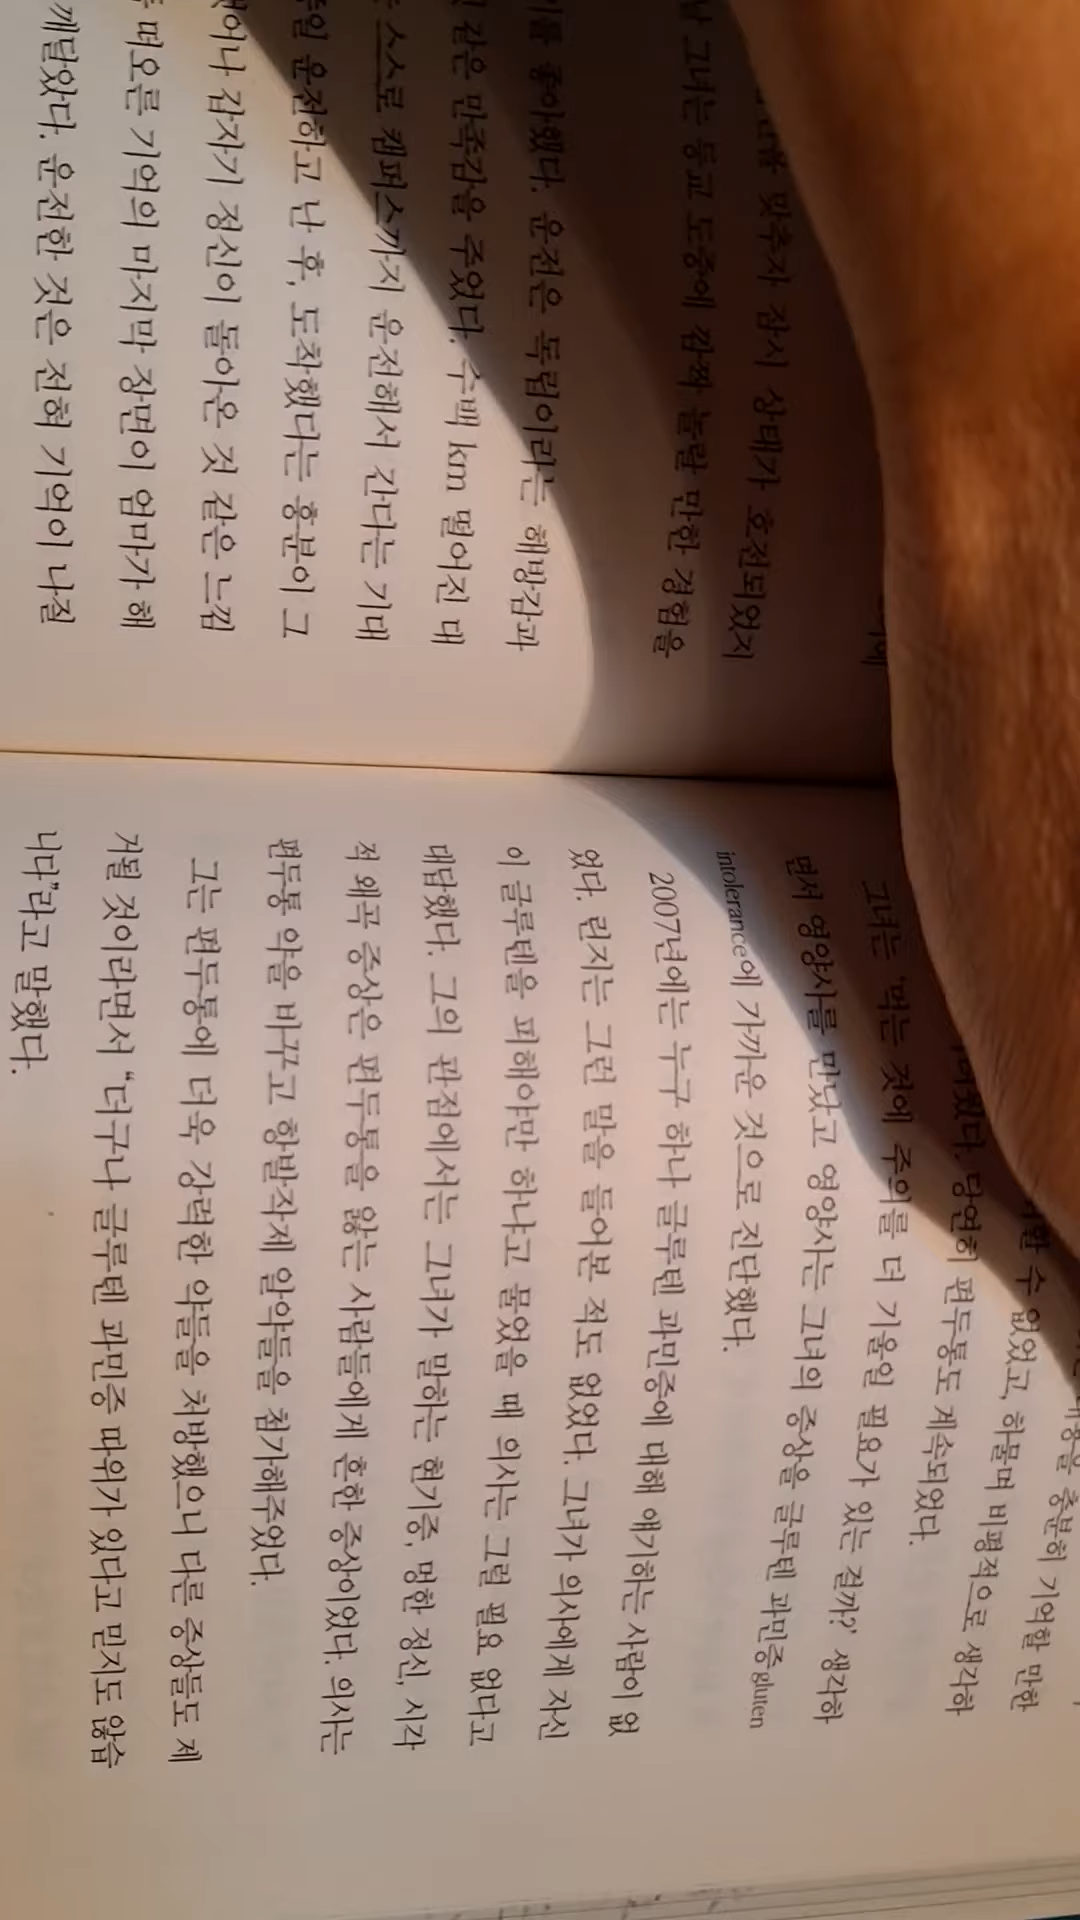 맞추자 잠시 상태가 호전되었지
그녀는 등교 도중에 깜짝 놀랄 만한 경험을
좋아했다. 운전은 독립이라는 해방감과
같은 만족감을 주었다. 수백 km 떨어진 대
스스로 캠퍼스까지 운전해서 간다는 기대
운전하고 난 후, 도착했다는 흥분이 그
갑자기 정신이 돌아온 것 같은 느낌
떠오른 기억의 마지막 장면이 엄마가 헤
깨달았다. 운전한 것은 전혀 기억이 나질
충분히 기억할 만한
수 없었고, 하물며 비평적으로 생각하
당연히 편두통도 계속되었다.
그녀는 '먹는 것에 주의를 더 기울일 필요가 있는 걸까?' 생각하
면서 영양사를 만났고 영양사는 그녀의 증상을 글루텐 과민증gluten
intolerance에 가까운 것으로 진단했다.
2007년에는 누구 하나 글루텐 과민증에 대해 얘기하는 사람이 없
었다. 린지는 그런 말을 들어본 적도 없었다. 그녀가 의사에게 자신
이 글루텐을 피해야만 하냐고 물었을 때 의사는 그럴 필요 없다고
대답했다. 그의 관점에서는 그녀가 말하는 현기증, 멍한 정신, 시각
적 왜곡 증상은 편두통을 앓는 사람들에게 흔한 증상이었다. 의사는
편두통 약을 바꾸고 항발작제 알약들을 첨가해주었다.
그는 편두통에 더욱 강력한 약들을 처방했으니 다른 증상들도 제
거될 것이라면서 “더구나 글루텐 과민증 따위가 있다고 믿지도 않습
니다”라고 말했다.